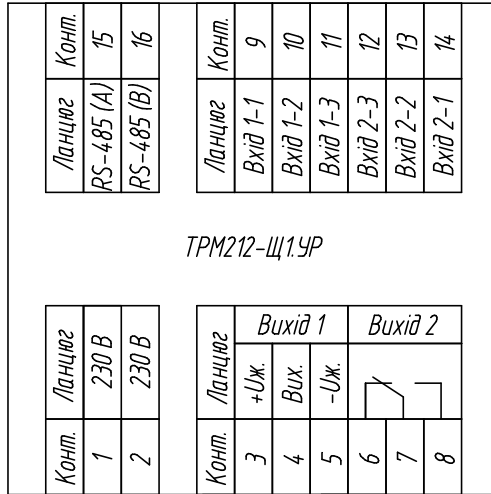 Конт. 15 16
Ланцюг RS-485 (A) RS-485 (B)
Конт. 9 10 11 12 13 14
Ланцюг Вхід 1-1 Вхід 1-2 Вхід 1-3 Вхід 2-3 Вхід 2-2 Вхід 2-1
ТРМ212-Щ1.УР
Ланцюг 230 В 230 В
Конт. 1 2
Вихід 1 Вихід 2
Ланцюг +Uж. Вих. -Uж.
Конт. 3 4 5 6 7 8